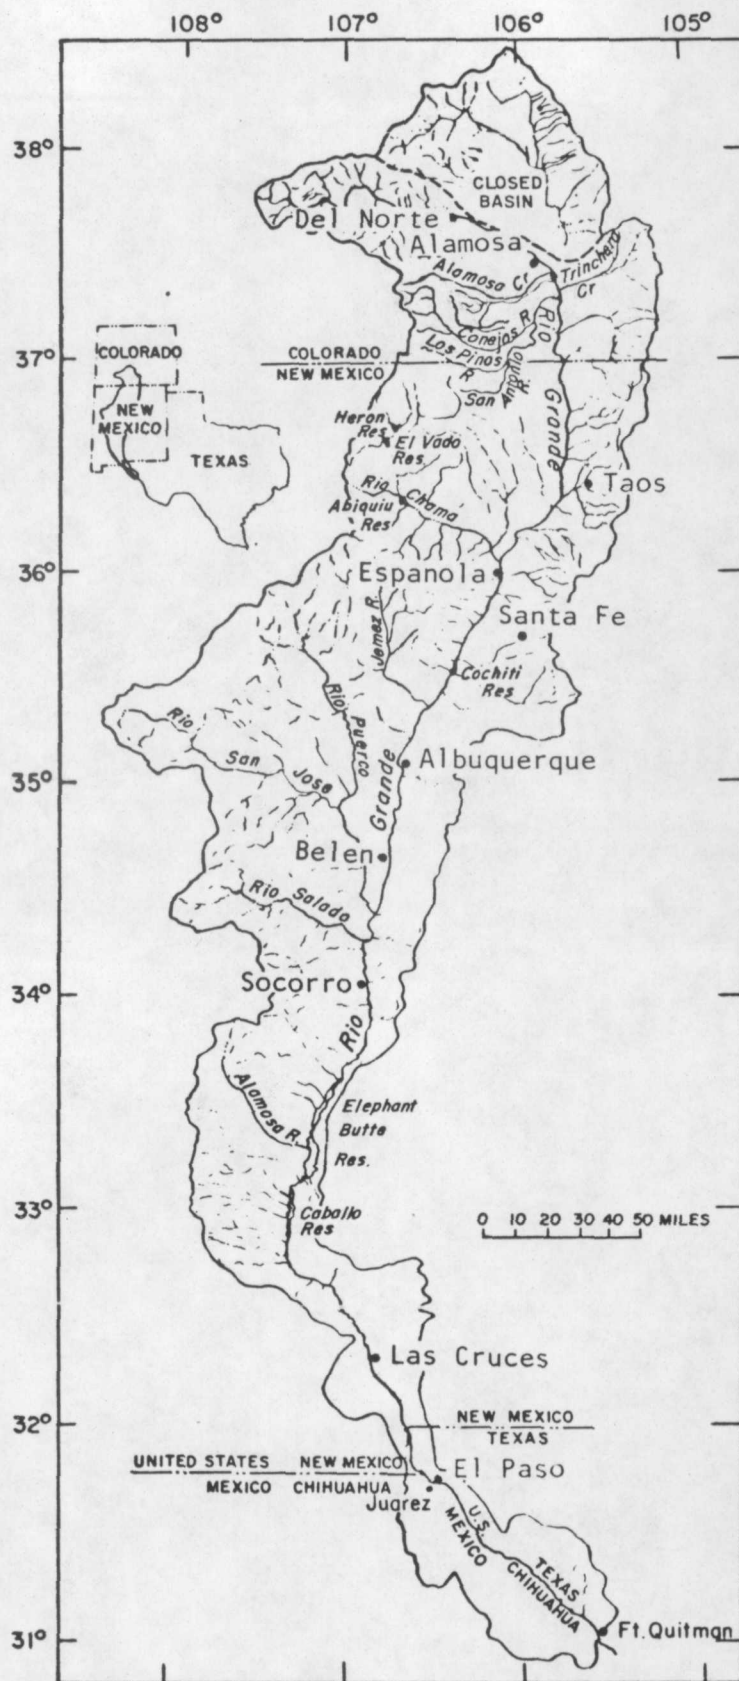 108° 107° 106° 105°
38°
CLOSED
BASIN
Del Norte
Alamosa
Alamosa Cr
Trinchera
Cr
Conejos R.
Rio
Los Pinos
R
San Antonio
R.
37°
COLORADO
NEW MEXICO
COLORADO
NEW
MEXICO
TEXAS
Grande
Heron
Res
El Vado
Res.
Taos
Rio Chama
Abiquiu
Res
36°
Espanola
Santa Fe
Jemez R.
Cochiti
Res
Rio Puerco
Rio San Jose
35°
Grande
Albuquerque
Belen
Rio Salado
34°
Socorro
Rio
Alamosa R.
Elephant
Butte
Res.
33°
Caballo
Res
0 10 20 30 40 50 MILES
Las Cruces
32°
NEW MEXICO
TEXAS
UNITED STATES NEW MEXICO
MEXICO CHIHUAHUA
El Paso
Juarez
U.S.
MEXICO
TEXAS
CHIHUAHUA
31°
Ft. Quitman